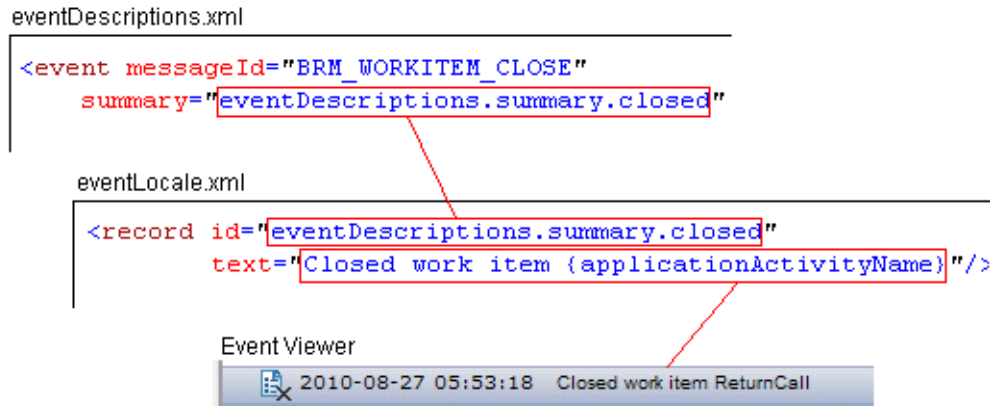 eventDescriptions.xml
<event messageId="BRM_WORKITEM_CLOSE"
summary="eventDescriptions.summary.closed"
eventLocale.xml
<record id="eventDescriptions.summary.closed"
text="Closed work item {applicationActivityName}"/>
Event Viewer
2010-08-27 05:53:18 Closed work item ReturnCall